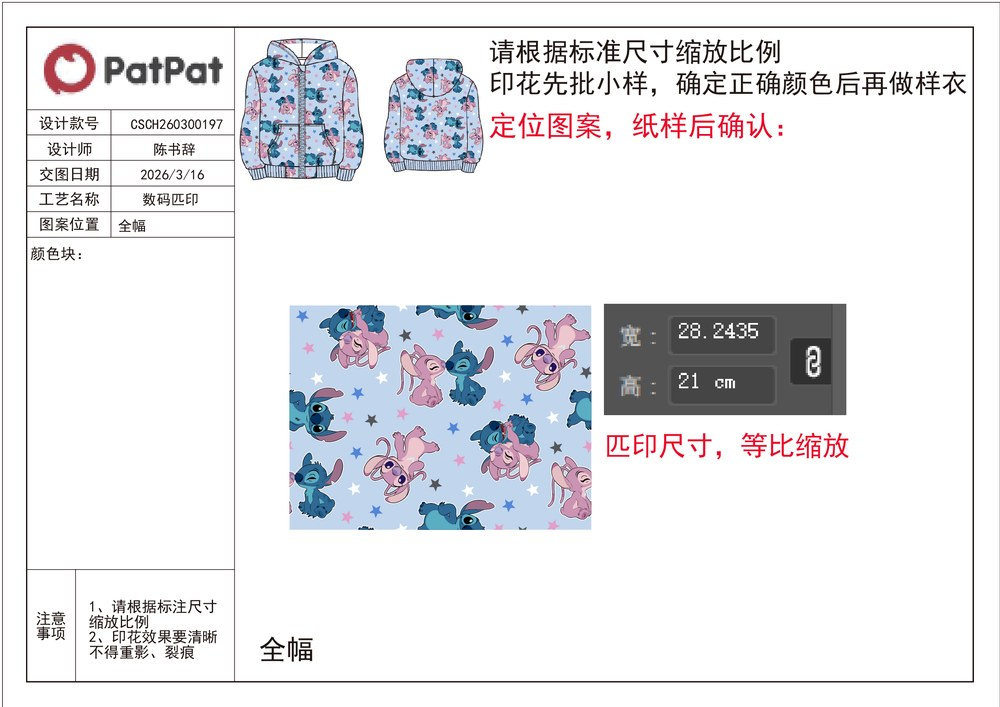 PatPat
设计款号 CSCH260300197
设计师 陈书辞
交图日期 2026/3/16
工艺名称 数码匹印
图案位置 全幅
颜色块：
注意
事项
1、请根据标注尺寸
缩放比例
2、印花效果要清晰
不得重影、裂痕
请根据标准尺寸缩放比例
印花先批小样，确定正确颜色后再做样衣
定位图案，纸样后确认：
宽：28.2435
高：21 cm
匹印尺寸，等比缩放
全幅